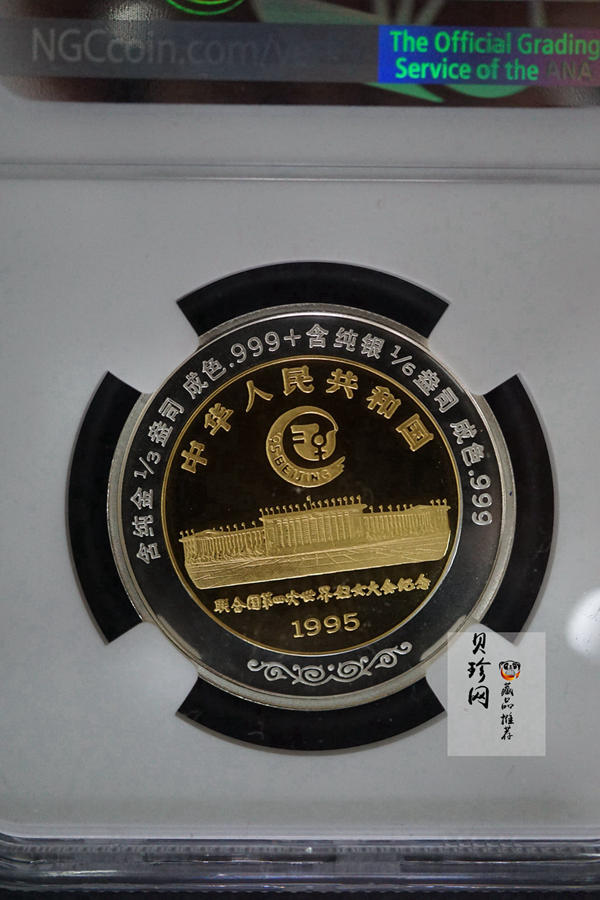 NGCcoin.com/
The Official Grading
Service of the ANA
含纯金1/3盎司 成色.999+含纯银1/6盎司 成色.999
中华人民共和国
95 BEIJING
联合国第四次世界妇女大会纪念
1995
贝珍网
藏品推荐